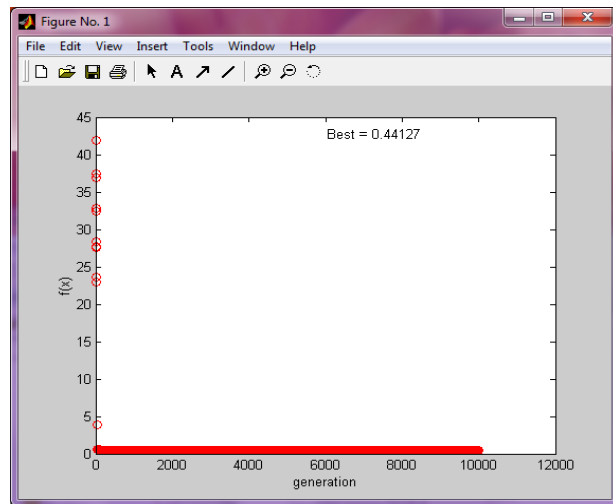 Figure No. 1
File Edit View Insert Tools Window Help
A
Best = 0.44127
45
40
35
30
25
20
15
10
5
0
f(x)
0 2000 4000 6000 8000 10000 12000
generation